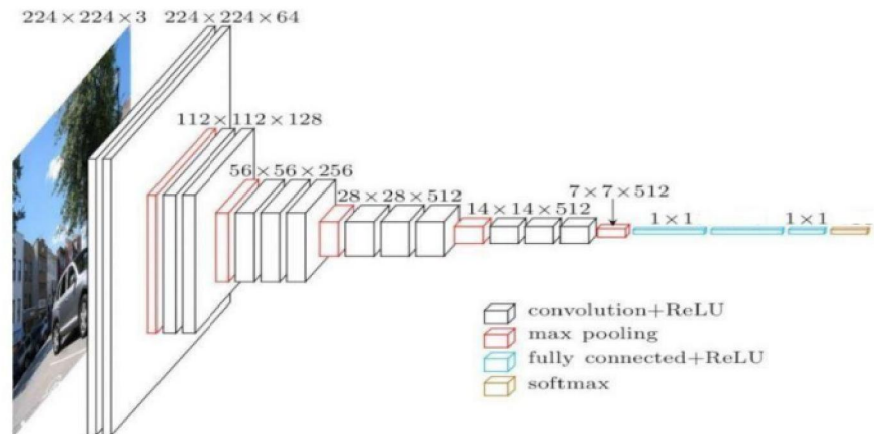 224×224×3
224×224×64
112×112×128
56×56×256
28×28×512
14×14×512
7×7×512
1×1
1×1
convolution+ReLU
max pooling
fully connected+ReLU
softmax